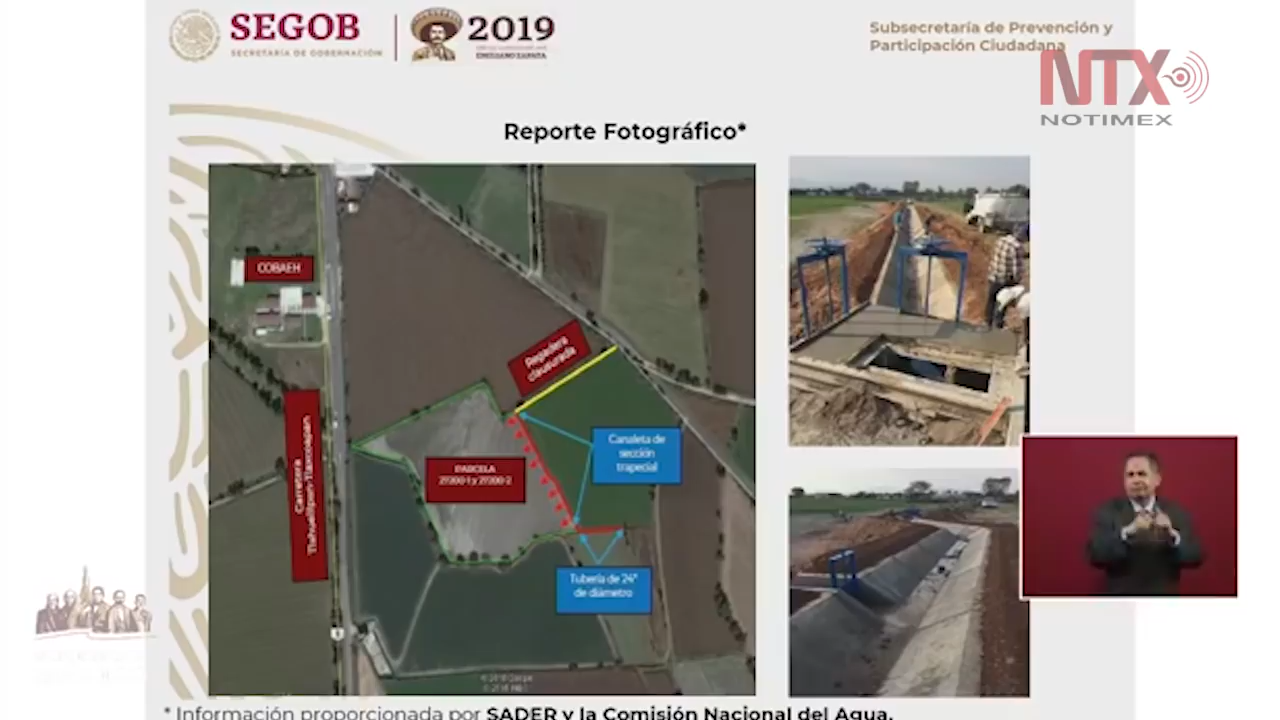 SEGOB
SECRETARÍA DE GOBERNACIÓN
2019
EMILIANO ZAPATA
Subsecretaría de Prevención y
Participación Ciudadana
NTX
NOTIMEX
Reporte Fotográfico*
COBAEH
Regadera
clausurada
Carretera
Tlahuelilpan-Tlaxcoapan
PARCELA
27200-1 y 27200-2
Canaleta de
sección
trapecial
Tubería de 24"
de diámetro
* Información proporcionada por SADER y la Comisión Nacional del Agua.